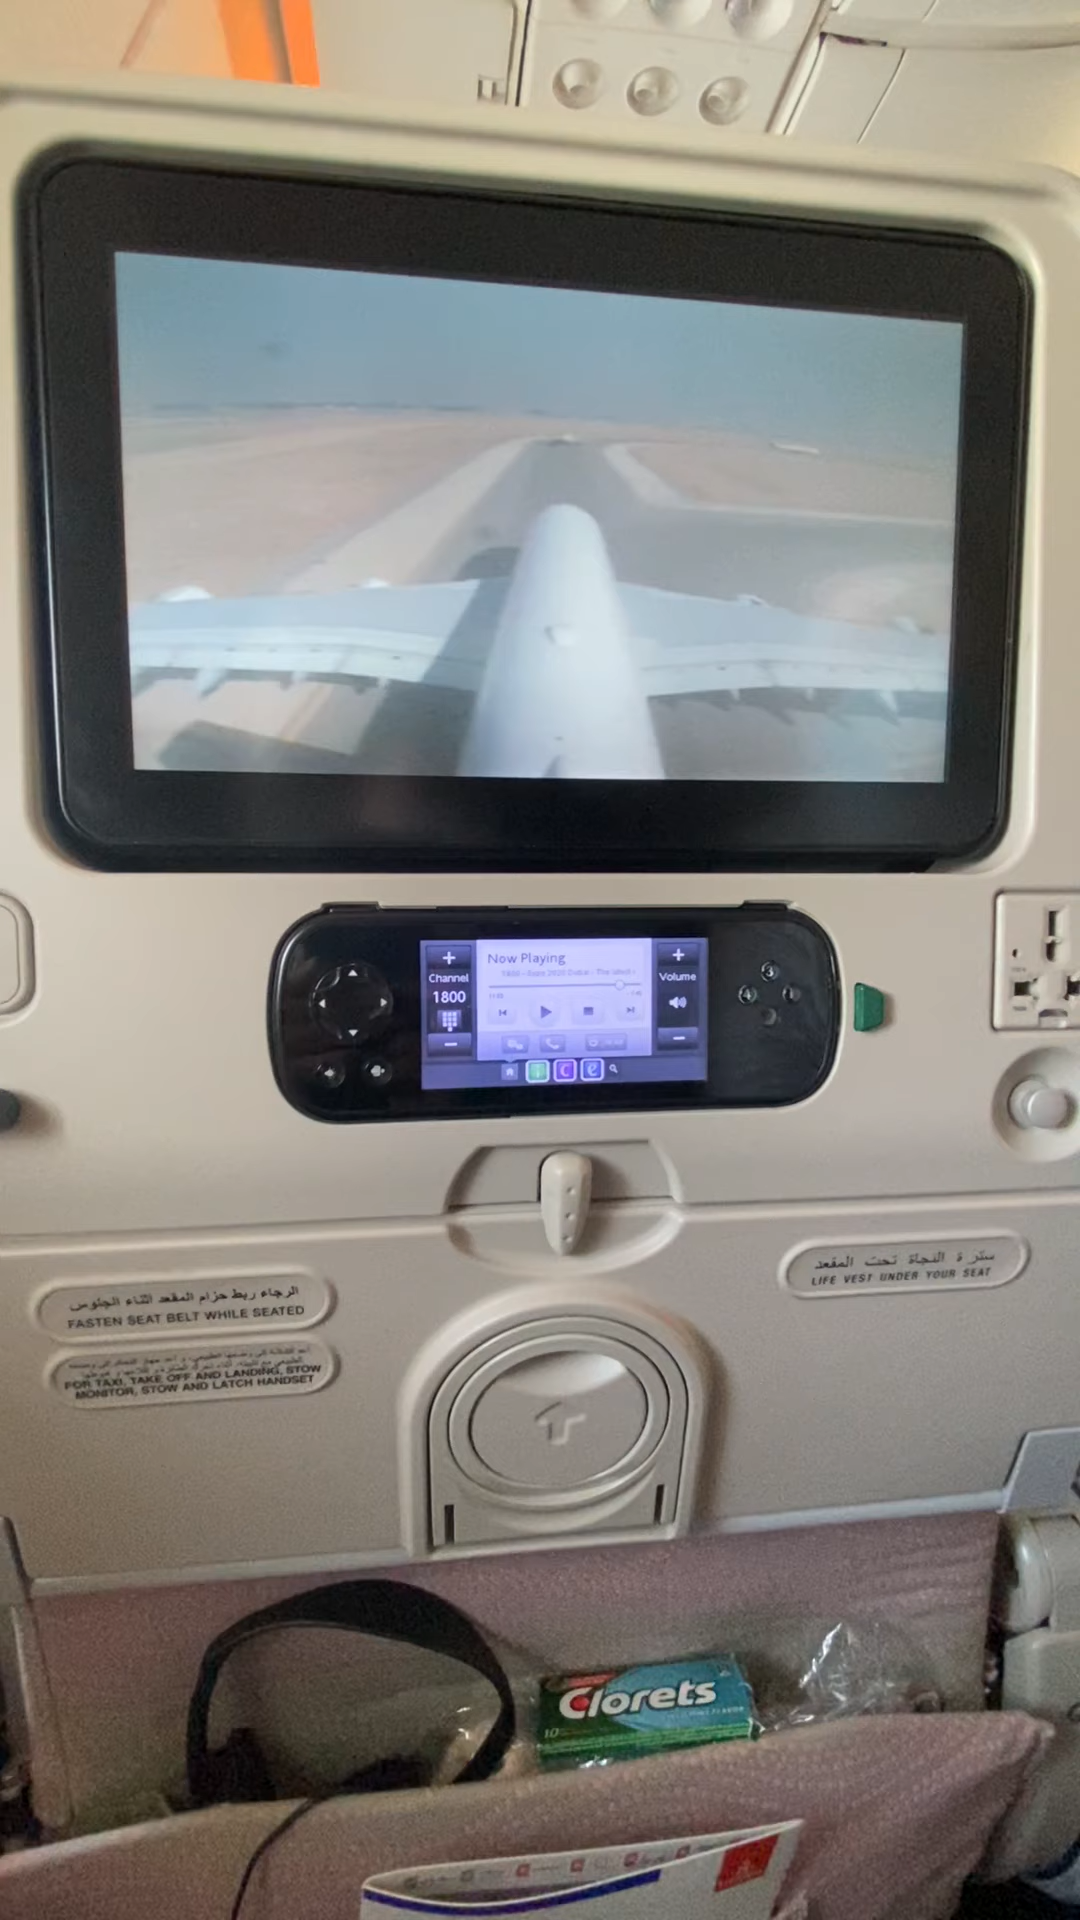 Now Playing
+
Channel
1800
−
+
Volume
−
سترة النجاة تحت المقعد
LIFE VEST UNDER YOUR SEAT
الرجاء ربط حزام المقعد اثناء الجلوس
FASTEN SEAT BELT WHILE SEATED
FOR TAXI, TAKE OFF AND LANDING, STOW
MONITOR, STOW AND LATCH HANDSET
Clorets
10